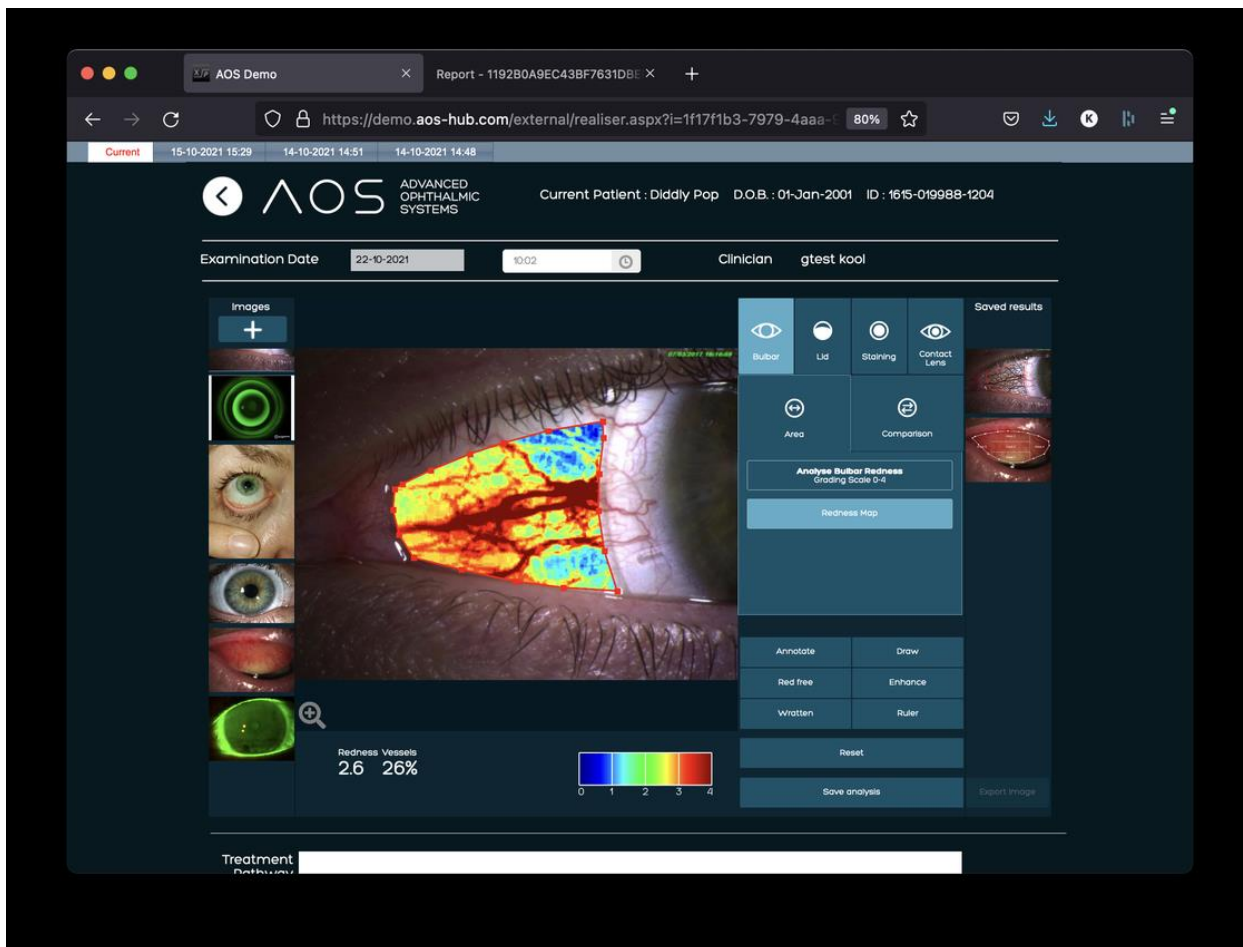 AOS Demo
Report - 1192B0A9EC43BF7631DBE
https://demo.aos-hub.com/external/realiser.aspx?i=1f17f1b3-7979-4aaa-9
80%
K
Current 15-10-2021 15:29 14-10-2021 14:51 14-10-2021 14:48
AOS ADVANCED
OPHTHALMIC
SYSTEMS
Current Patient : Diddly Pop D.O.B. : 01-Jan-2001 ID : 1615-019988-1204
Examination Date 22-10-2021 10:02 Clinician gtest kool
Images
+
Bulbar Lid Staining Contact
Lens
Saved results
Area Comparison
Analyse Bulbar Redness
Grading Scale 0-4
Redness Map
Annotate Draw
Red free Enhance
Wratten Ruler
Reset
Save analysis
Export Image
Redness Vessels
2.6 26%
0 1 2 3 4
Treatment
Pathway